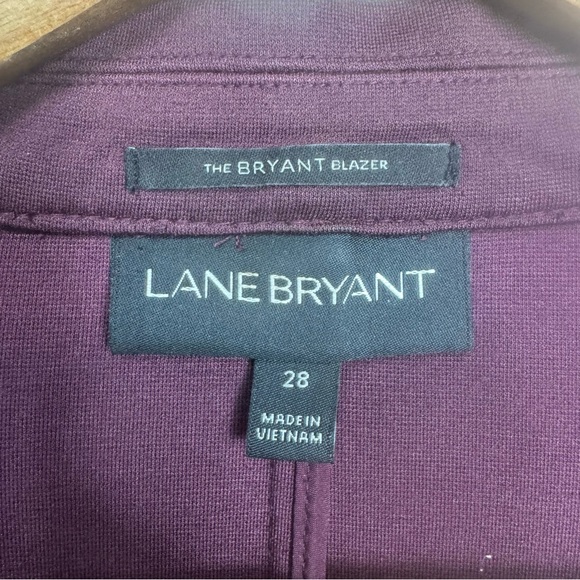 THE BRYANT BLAZER
LANE BRYANT
28
MADE IN
VIETNAM